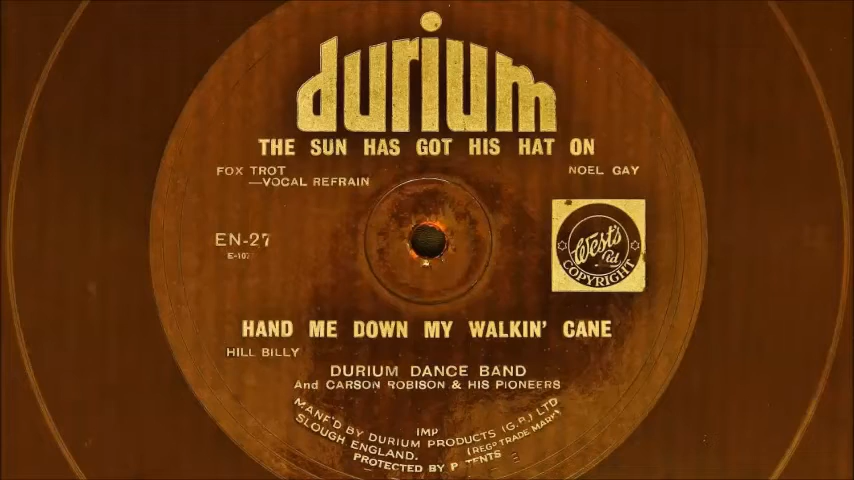 durium
THE SUN HAS GOT HIS HAT ON
FOX TROT
—VOCAL REFRAIN
NOEL GAY
EN-27
E-107
West's Ltd
COPYRIGHT
HAND ME DOWN MY WALKIN' CANE
HILL BILLY
DURIUM DANCE BAND
And CARSON ROBISON & HIS PIONEERS
IMP
MANF'D BY DURIUM PRODUCTS (G.B.) LTD
SLOUGH ENGLAND.
(REGD TRADE MARK)
PROTECTED BY PATENTS